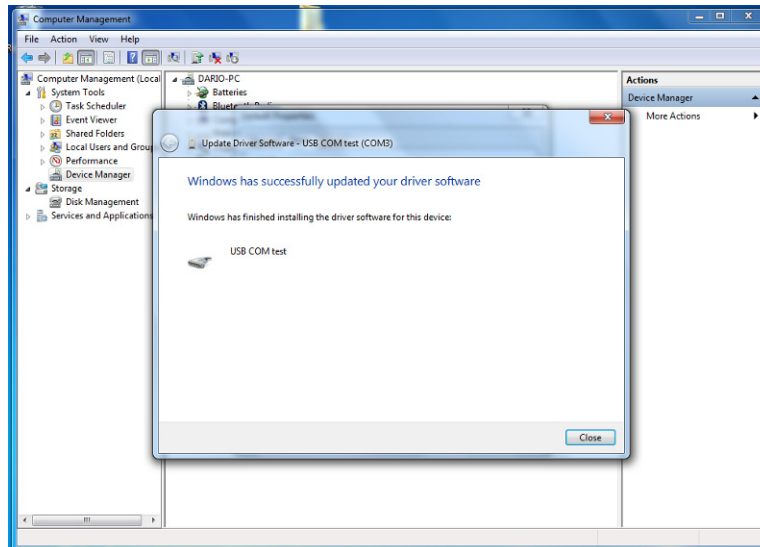 Computer Management
File Action View Help
Computer Management (Local
System Tools
Task Scheduler
Event Viewer
Shared Folders
Local Users and Grou
Performance
Device Manager
Storage
Disk Management
Services and Applications
DARIO-PC
Batteries
Actions
Device Manager
More Actions
Update Driver Software - USB COM test (COM3)
Windows has successfully updated your driver software
Windows has finished installing the driver software for this device:
USB COM test
Close